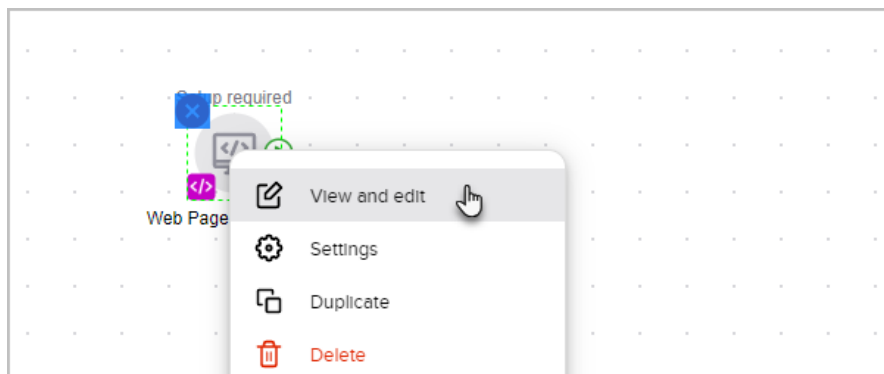 required
</>
View and edit
</>
Web Page
Settings
Duplicate
Delete